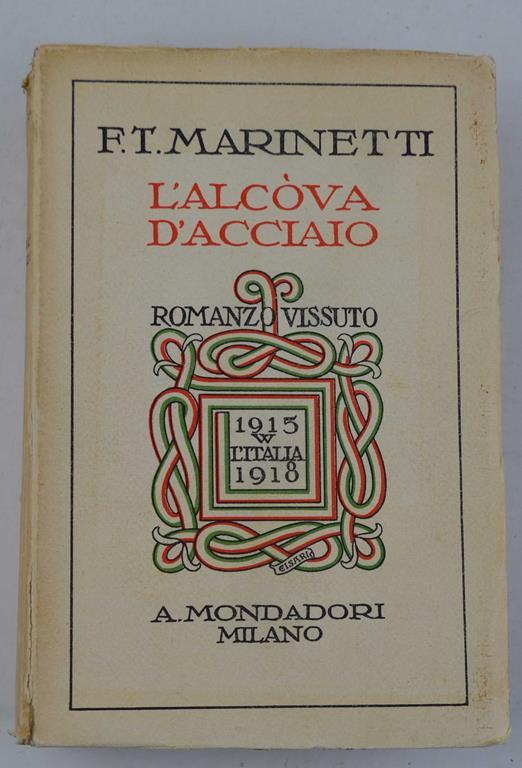 F.T. MARINETTI
L'ALCÒVA
D'ACCIAIO
ROMANZO VISSUTO
1915
W
L'ITALIA
1918
CISARI
A. MONDADORI
MILANO